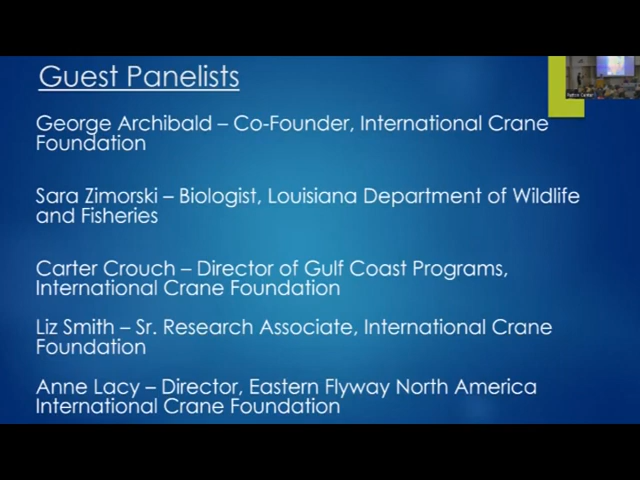 Guest Panelists
George Archibald – Co-Founder, International Crane
Foundation
Sara Zimorski – Biologist, Louisiana Department of Wildlife
and Fisheries
Carter Crouch – Director of Gulf Coast Programs,
International Crane Foundation
Liz Smith – Sr. Research Associate, International Crane
Foundation
Anne Lacy – Director, Eastern Flyway North America
International Crane Foundation